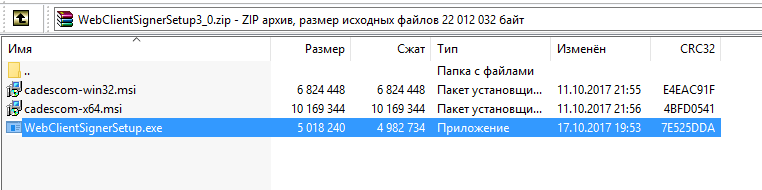 WebClientSignerSetup3_0.zip - ZIP архив, размер исходных файлов 22 012 032 байт
Имя Размер Сжат Тип Изменён CRC32
.. Папка с файлами
cadescom-win32.msi 6 824 448 6 824 448 Пакет установщи... 11.10.2017 21:55 E4EAC91F
cadescom-x64.msi 10 169 344 10 169 344 Пакет установщи... 11.10.2017 21:56 4BFD0541
WebClientSignerSetup.exe 5 018 240 4 982 734 Приложение 17.10.2017 19:53 7E525DDA